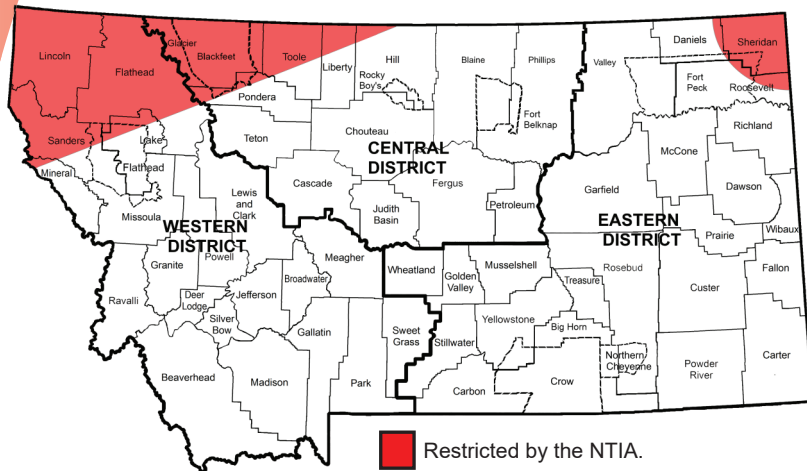 Lincoln
Flathead
Glacier
Blackfeet
Toole
Liberty
Hill
Rocky
Boy's
Blaine
Phillips
Fort
Belknap
Valley
Daniels
Sheridan
Fort
Peck
Roosevelt
Pondera
Teton
Chouteau
CENTRAL
DISTRICT
Sanders
Lake
Flathead
Mineral
Missoula
Lewis
and
Clark
WESTERN
DISTRICT
Powell
Cascade
Judith
Basin
Fergus
Petroleum
Garfield
McCone
Richland
Dawson
EASTERN
DISTRICT
Prairie
Wibaux
Fallon
Granite
Ravalli
Deer
Lodge
Silver
Bow
Jefferson
Broadwater
Meagher
Wheatland
Golden
Valley
Musselshell
Treasure
Rosebud
Custer
Gallatin
Sweet
Grass
Stillwater
Yellowstone
Big Horn
Northern
Cheyenne
Powder
River
Carter
Beaverhead
Madison
Park
Carbon
Crow
Restricted by the NTIA.